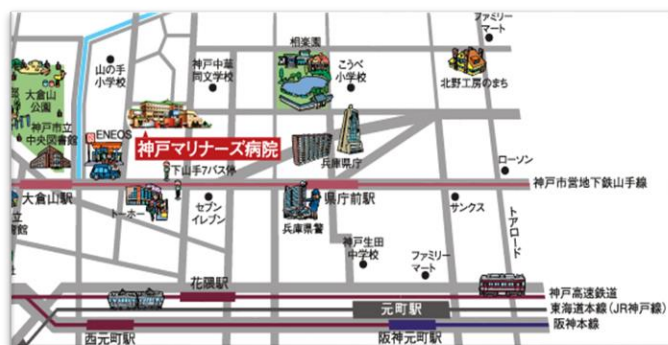 ファミリー
マート
相楽園
山の手
小学校
神戸中華
同文学校
こうべ
小学校
大倉山
公園
北野工房のまち
神戸市立
中央図書館
ENEOS
神戸マリナーズ病院
兵庫県庁
下山手7バス停
ローソン
大倉山駅
県庁前駅
神戸市営地下鉄山手線
トーホー
セブン
イレブン
兵庫県警
サンクス
トアロード
館
神戸生田
中学校
ファミリー
マート
花隈駅
神戸高速鉄道
元町駅
東海道本線(JR神戸線)
西元町駅
阪神元町駅
阪神本線